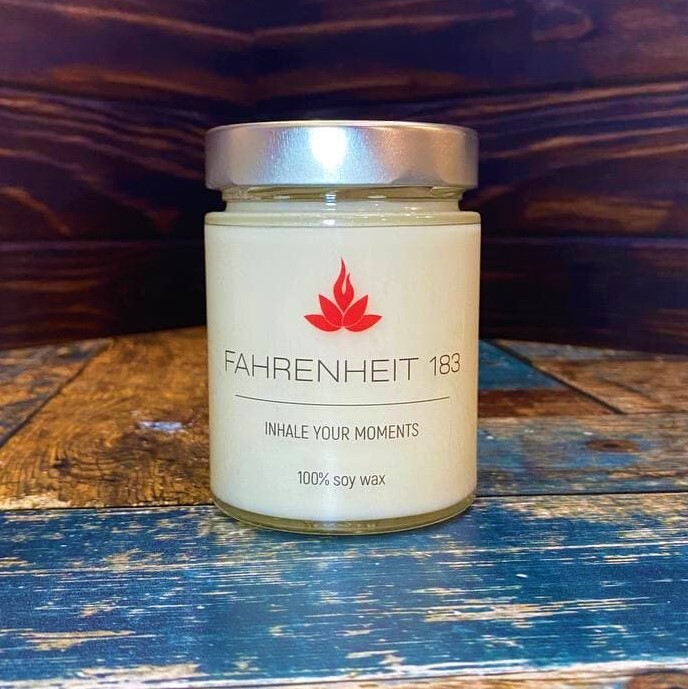 FAHRENHEIT 183
INHALE YOUR MOMENTS
100% soy wax